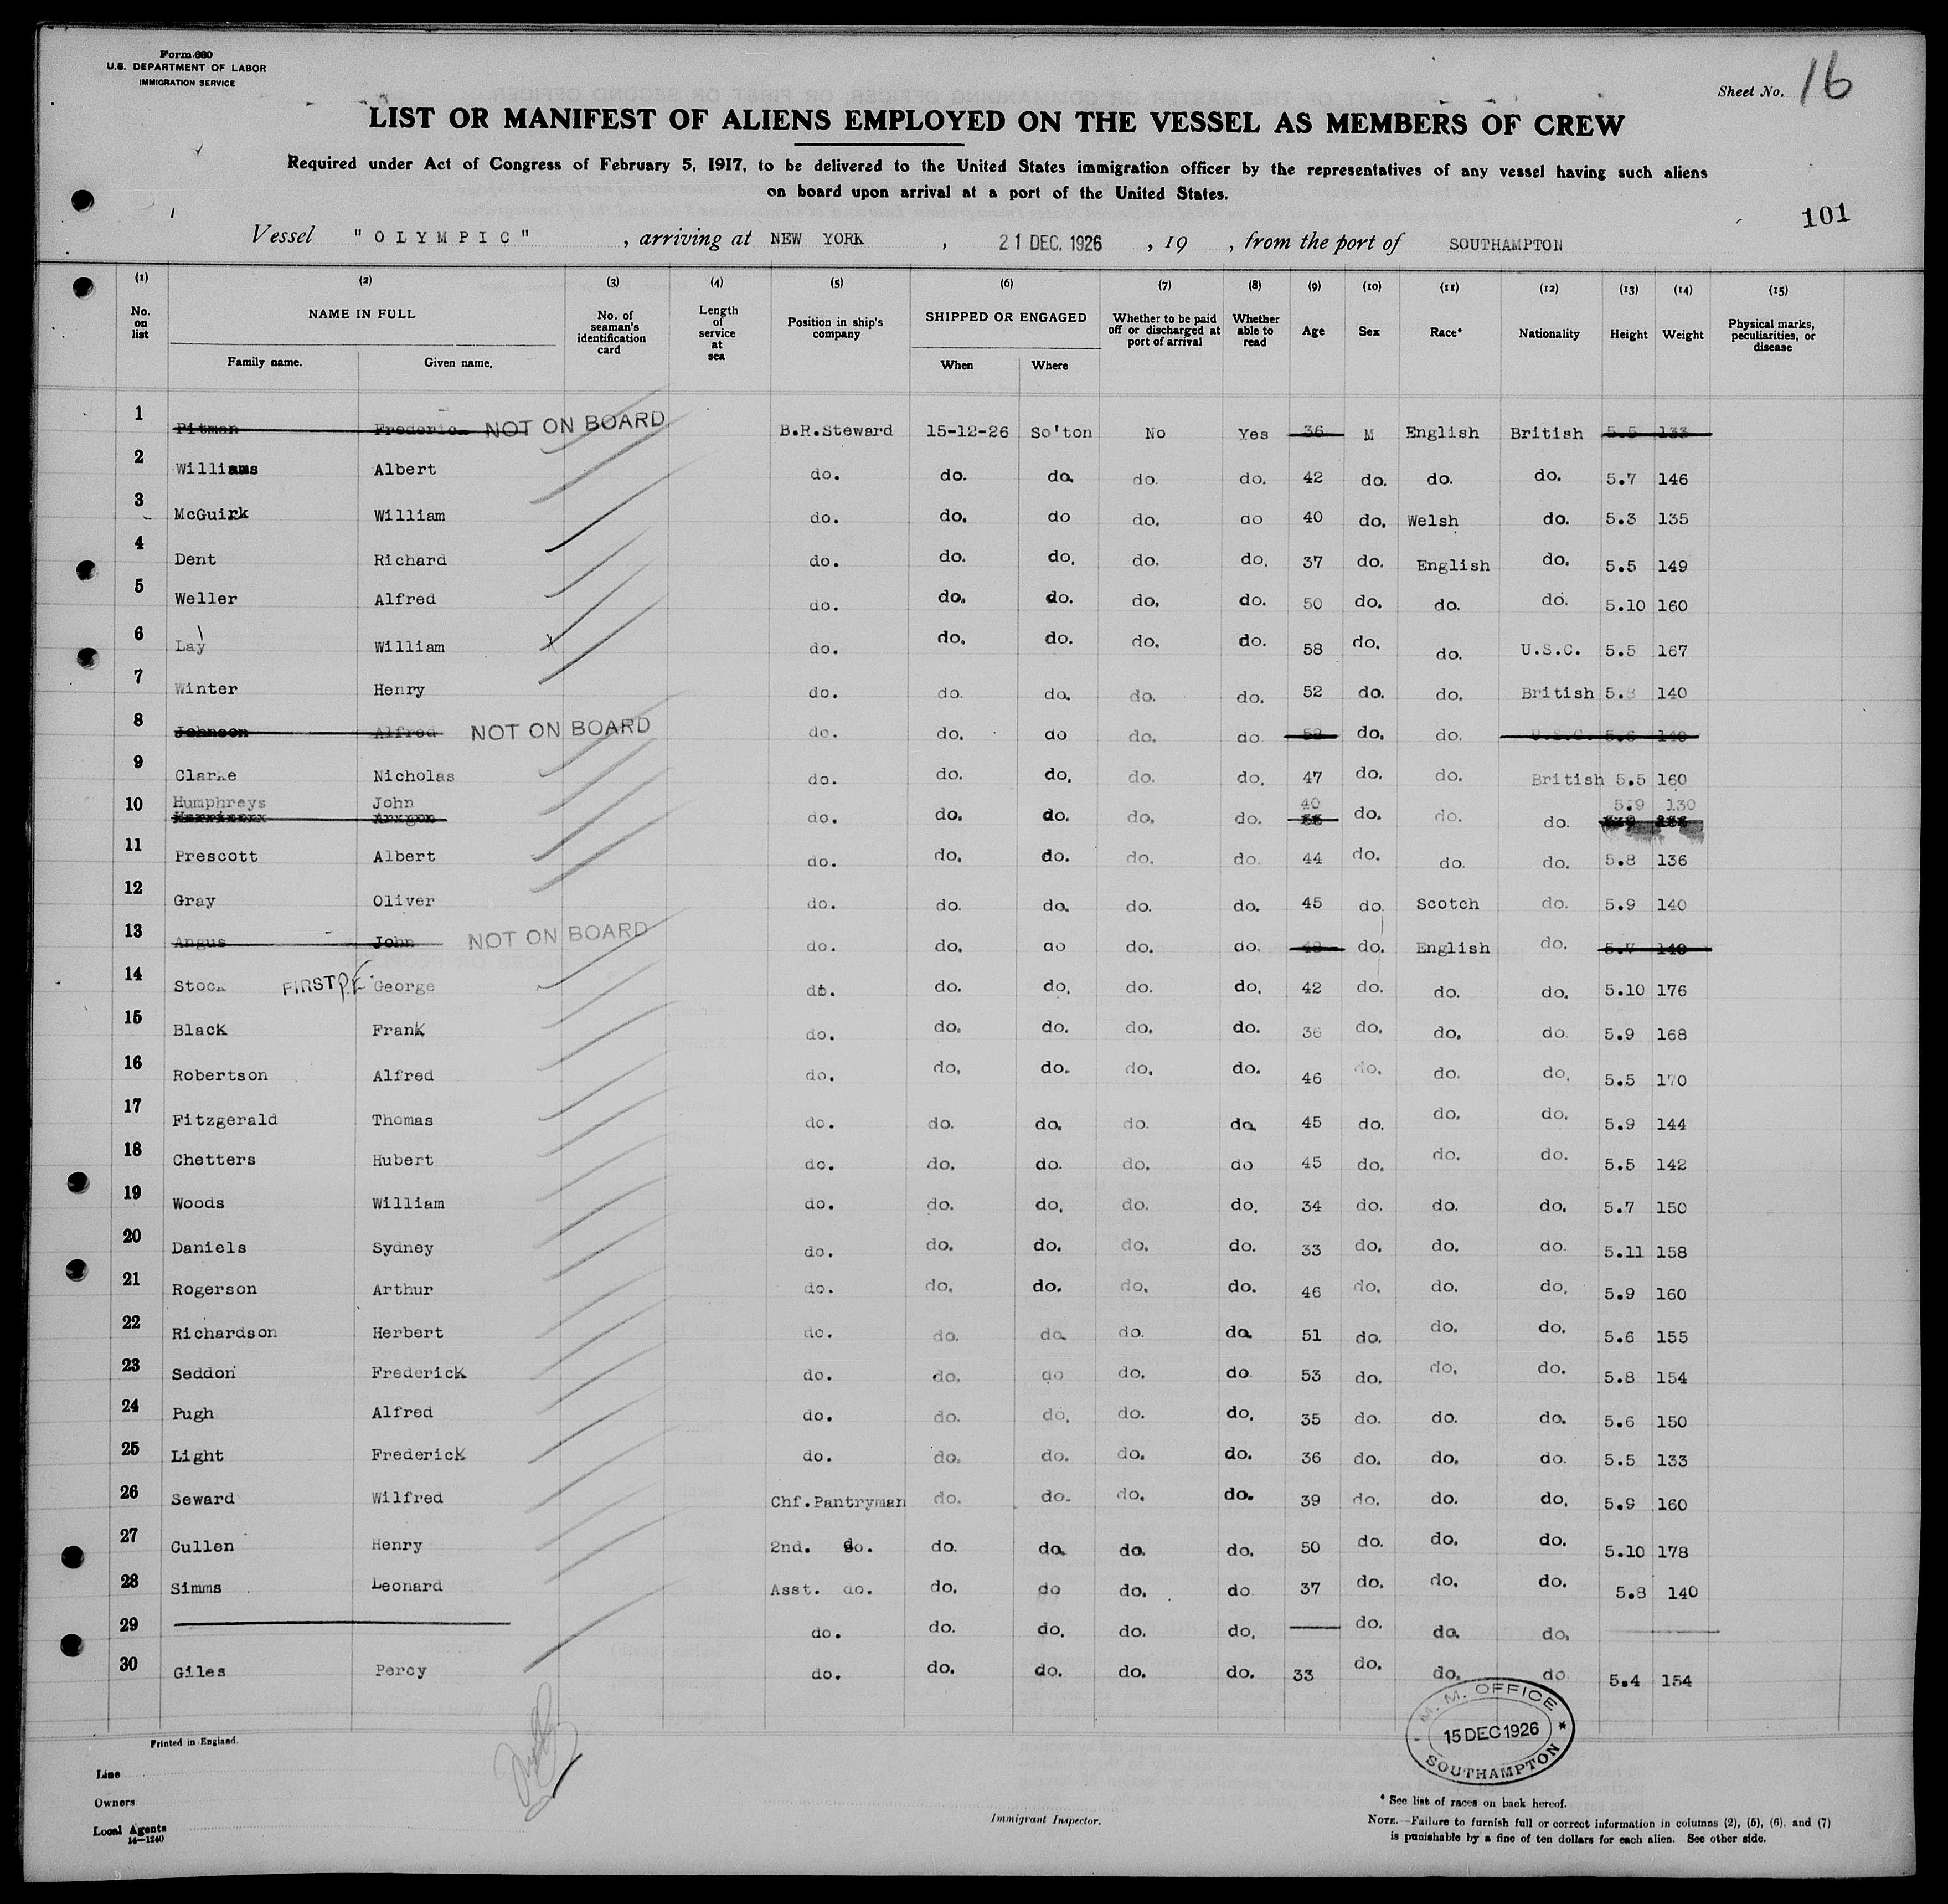 Form 680
U.S. DEPARTMENT OF LABOR
IMMIGRATION SERVICE
Sheet No. 16
LIST OR MANIFEST OF ALIENS EMPLOYED ON THE VESSEL AS MEMBERS OF CREW
Required under Act of Congress of February 5, 1917, to be delivered to the United States immigration officer by the representatives of any vessel having such aliens
on board upon arrival at a port of the United States.
101
Vessel "OLYMPIC", arriving at NEW YORK, 21 DEC. 1926, 19 , from the port of SOUTHAMPTON
(1) (2) (3) (4) (5) (6) (7) (8) (9) (10) (11) (12) (13) (14) (15)
No. on list NAME IN FULL Family name. Given name. No. of seaman's identification card Length of service at sea Position in ship's company SHIPPED OR ENGAGED When Where Whether to be paid off or discharged at port of arrival Whether able to read Age Sex Race* Nationality Height Weight Physical marks, peculiarities, or disease
1 Pitman Frederic NOT ON BOARD B.R.Steward 15-12-26 So'ton No Yes 36 M English British 5.5 133
2 Williams Albert do. do. do. do. do. 42 do. do. do. 5.7 146
3 McGuirk William do. do. do do. do 40 do. Welsh do. 5.3 135
4 Dent Richard do. do. do. do. do. 37 do. English do. 5.5 149
5 Weller Alfred do. do. do. do. do. 50 do. do. do. 5.10 160
6 Lay William do. do. do. do. do. 58 do. do. U.S.C. 5.5 167
7 Winter Henry do. do. do. do. do. 52 do. do. British 5.8 140
8 Johnson Alfred NOT ON BOARD do. do. do do. do 52 do. do. U.S.C. 5.6 140
9 Clarke Nicholas do. do. do. do. do. 47 do. do. British 5.5 160
10 Humphreys John do. do. do. do. do. 40 do. do. do. 5.9 130
11 Prescott Albert do. do. do. do. do. 44 do. do. do. 5.8 136
12 Gray Oliver do. do. do. do. do. 45 do. Scotch do. 5.9 140
13 Angus John NOT ON BOARD do. do. do do. do. 48 do. English do. 5.7 140
14 Stock FIRST P.E. George do. do. do. do. do. 42 do. do. do. 5.10 176
15 Black Frank do. do. do. do. do. 36 do. do. do. 5.9 168
16 Robertson Alfred do. do. do. do. do. 46 do. do. do. 5.5 170
17 Fitzgerald Thomas do. do. do. do. do. 45 do. do. do. 5.9 144
18 Chetters Hubert do. do. do. do. do 45 do. do. do. 5.5 142
19 Woods William do. do. do. do. do. 34 do. do. do. 5.7 150
20 Daniels Sydney do. do. do. do. do. 33 do. do. do. 5.11 158
21 Rogerson Arthur do. do. do. do. do. 46 do. do. do. 5.9 160
22 Richardson Herbert do. do. do. do. do. 51 do. do. do. 5.6 155
23 Seddon Frederick do. do. do do. do 53 do. do. do. 5.8 154
24 Pugh Alfred do. do. do. do. do. 35 do. do. do. 5.6 150
25 Light Frederick do. do. do. do. do. 36 do. do. do. 5.5 133
26 Seward Wilfred Chf.Pantryman do. do. do. do. 39 do. do. do. 5.9 160
27 Cullen Henry 2nd. do. do. do. do. do. 50 do. do. do. 5.10 178
28 Simms Leonard Asst. do. do. do do. do 37 do. do. do. 5.8 140
29 do. do. do. do. do. do. do. do.
30 Giles Percy do. do. do. do. do. 33 do. do. do 5.4 154
M. M. OFFICE
15 DEC 1926
SOUTHAMPTON
Printed in England.
Line
Owners
Local Agents
14—1240
Immigrant Inspector.
* See list of races on back hereof.
NOTE.—Failure to furnish full or correct information in columns (2), (5), (6), and (7)
is punishable by a fine of ten dollars for each alien. See other side.